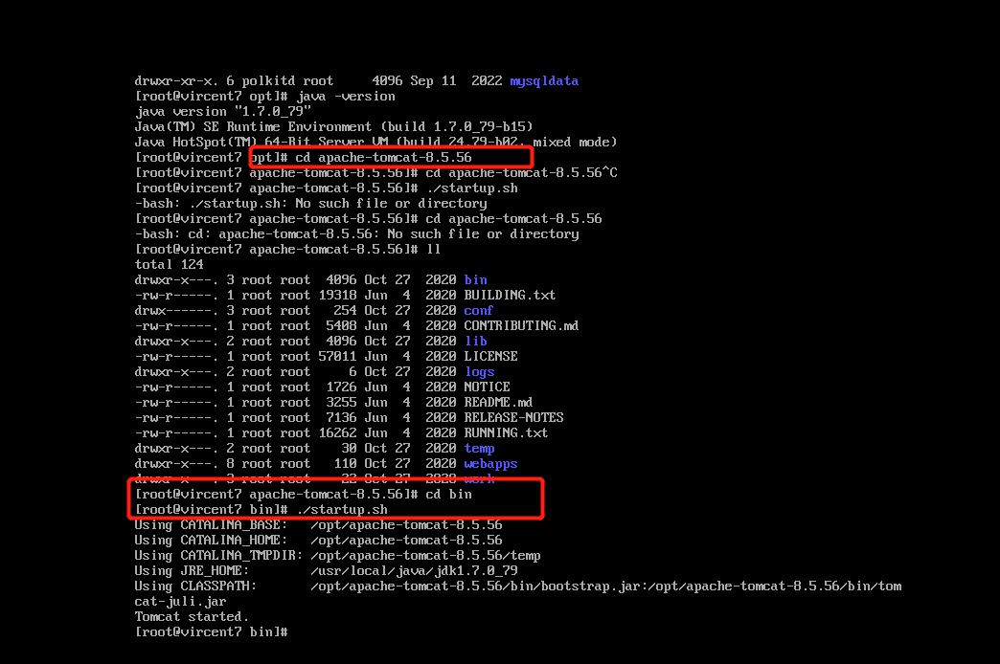 drwxr-xr-x. 6 polkitd root     4096 Sep 11  2022 mysqldata
[root@vircent7 opt]# java -version
java version "1.7.0_79"
Java(TM) SE Runtime Environment (build 1.7.0_79-b15)
Java HotSpot(TM) 64-Bit Server VM (build 24.79-b02, mixed mode)
[root@vircent7 opt]# cd apache-tomcat-8.5.56
[root@vircent7 apache-tomcat-8.5.56]# cd apache-tomcat-8.5.56^C
[root@vircent7 apache-tomcat-8.5.56]# ./startup.sh
-bash: ./startup.sh: No such file or directory
[root@vircent7 apache-tomcat-8.5.56]# cd apache-tomcat-8.5.56
-bash: cd: apache-tomcat-8.5.56: No such file or directory
[root@vircent7 apache-tomcat-8.5.56]# ll
total 124
drwxr-x---. 3 root root  4096 Oct 27  2020 bin
-rw-r-----. 1 root root 19318 Jun  4  2020 BUILDING.txt
drwx------. 3 root root   254 Oct 27  2020 conf
-rw-r-----. 1 root root  5408 Jun  4  2020 CONTRIBUTING.md
drwxr-x---. 2 root root  4096 Oct 27  2020 lib
-rw-r-----. 1 root root 57011 Jun  4  2020 LICENSE
drwxr-x---. 2 root root     6 Oct 27  2020 logs
-rw-r-----. 1 root root  1726 Jun  4  2020 NOTICE
-rw-r-----. 1 root root  3255 Jun  4  2020 README.md
-rw-r-----. 1 root root  7136 Jun  4  2020 RELEASE-NOTES
-rw-r-----. 1 root root 16262 Jun  4  2020 RUNNING.txt
drwxr-x---. 2 root root    30 Oct 27  2020 temp
drwxr-x---. 8 root root   110 Oct 27  2020 webapps
drwxr-x---. 3 root root    22 Oct 27  2020 work
[root@vircent7 apache-tomcat-8.5.56]# cd bin
[root@vircent7 bin]# ./startup.sh
Using CATALINA_BASE:   /opt/apache-tomcat-8.5.56
Using CATALINA_HOME:   /opt/apache-tomcat-8.5.56
Using CATALINA_TMPDIR: /opt/apache-tomcat-8.5.56/temp
Using JRE_HOME:        /usr/local/java/jdk1.7.0_79
Using CLASSPATH:       /opt/apache-tomcat-8.5.56/bin/bootstrap.jar:/opt/apache-tomcat-8.5.56/bin/tom
cat-juli.jar
Tomcat started.
[root@vircent7 bin]#